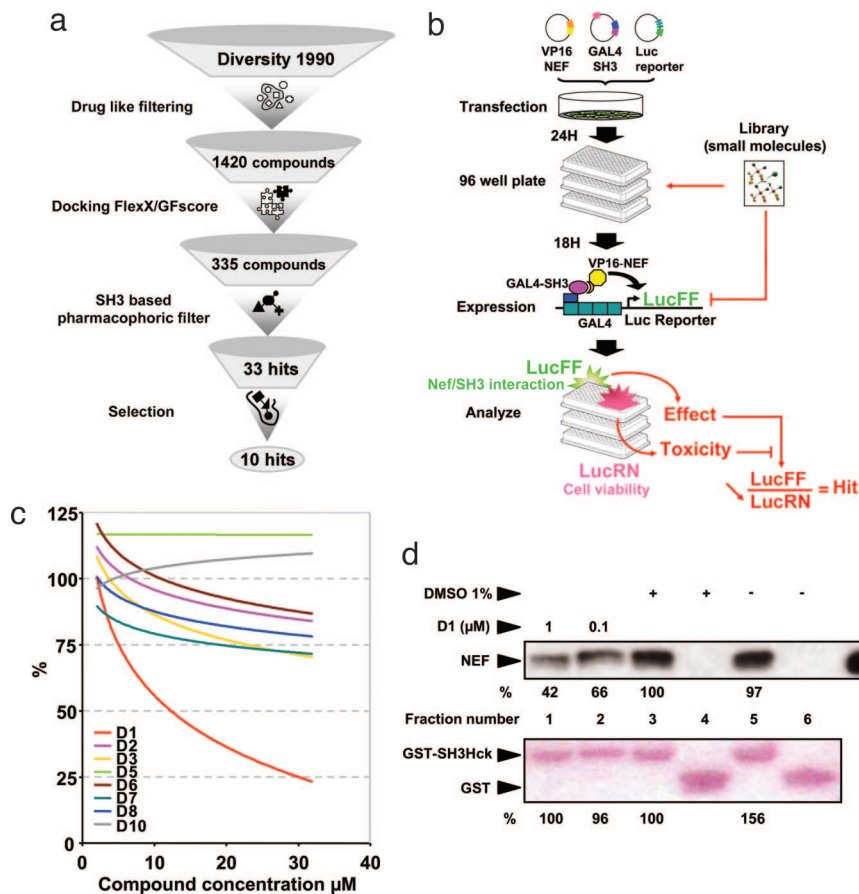 a
Diversity 1990
Drug like filtering
1420 compounds
Docking FlexX/GFscore
335 compounds
SH3 based
pharmacophoric filter
33 hits
Selection
10 hits
b
VP16
NEF
GAL4
SH3
Luc
reporter
Transfection
24H
Library
(small molecules)
96 well plate
18H
VP16-NEF
GAL4-SH3
LucFF
Expression
GAL4
Luc Reporter
LucFF
Nef/SH3 interaction
Analyze
Effect
Toxicity
LucRN
Cell viability
LucFF
LucRN
= Hit
c
125
100
75
50
25
0
%
D1
D2
D3
D5
D6
D7
D8
D10
0 10 20 30 40
Compound concentration µM
d
DMSO 1% + + - -
D1 (µM) 1 0.1
NEF
% 42 66 100 97
Fraction number 1 2 3 4 5 6
GST-SH3Hck
GST
% 100 96 100 156